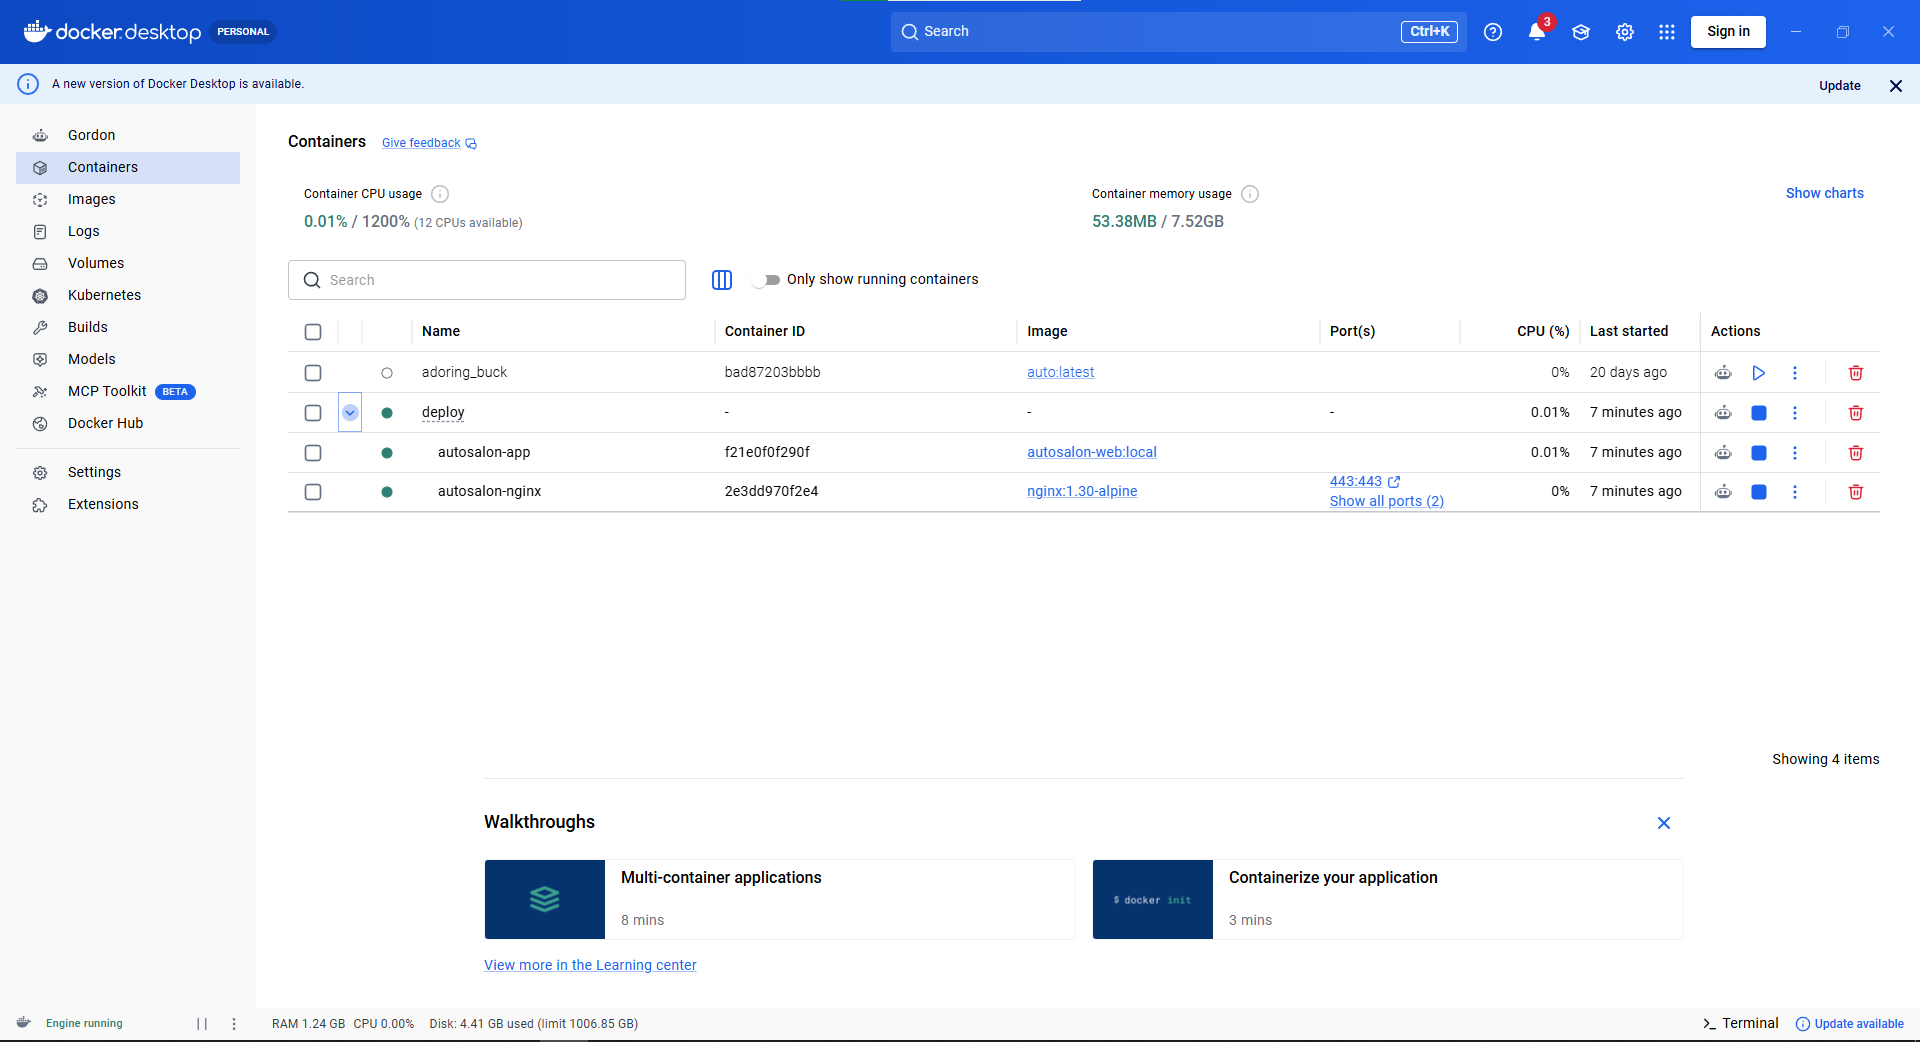 docker.desktop PERSONAL
Search Ctrl+K 3 Sign in
A new version of Docker Desktop is available. Update
Gordon
Containers
Images
Logs
Volumes
Kubernetes
Builds
Models
MCP Toolkit BETA
Docker Hub
Settings
Extensions
Containers Give feedback
Container CPU usage
0.01% / 1200% (12 CPUs available)
Container memory usage
53.38MB / 7.52GB
Show charts
Search Only show running containers
Name Container ID Image Port(s) CPU (%) Last started Actions
adoring_buck bad87203bbbb auto:latest 0% 20 days ago
deploy - - - 0.01% 7 minutes ago
autosalon-app f21e0f0f290f autosalon-web:local 0.01% 7 minutes ago
autosalon-nginx 2e3dd970f2e4 nginx:1.30-alpine 443:443 0% 7 minutes ago
Show all ports (2)
Showing 4 items
Walkthroughs
Multi-container applications
8 mins
$ docker init
Containerize your application
3 mins
View more in the Learning center
Engine running RAM 1.24 GB CPU 0.00% Disk: 4.41 GB used (limit 1006.85 GB) Terminal Update available